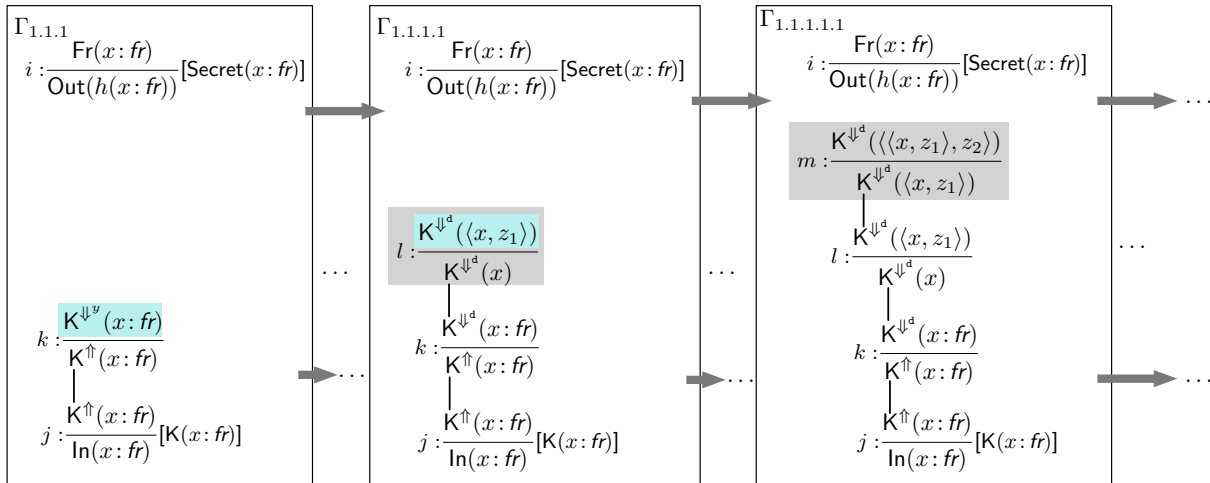 Γ₁.₁.₁
i : Fr(x : fr)
Out(h(x : fr)) [Secret(x : fr)]
k : K^⇓ʸ(x : fr)
K^⇑(x : fr)
K^⇑(x : fr)
j : In(x : fr) [K(x : fr)]
...
...
Γ₁.₁.₁.₁
i : Fr(x : fr)
Out(h(x : fr)) [Secret(x : fr)]
l : K^⇓ᵈ(⟨x, z₁⟩)
K^⇓ᵈ(x)
k : K^⇓ᵈ(x : fr)
K^⇑(x : fr)
K^⇑(x : fr)
j : In(x : fr) [K(x : fr)]
...
...
Γ₁.₁.₁.₁.₁
i : Fr(x : fr)
Out(h(x : fr)) [Secret(x : fr)]
m : K^⇓ᵈ(⟨⟨x, z₁⟩, z₂⟩)
K^⇓ᵈ(⟨x, z₁⟩)
l : K^⇓ᵈ(⟨x, z₁⟩)
K^⇓ᵈ(x)
k : K^⇓ᵈ(x : fr)
K^⇑(x : fr)
K^⇑(x : fr)
j : In(x : fr) [K(x : fr)]
...
...
...